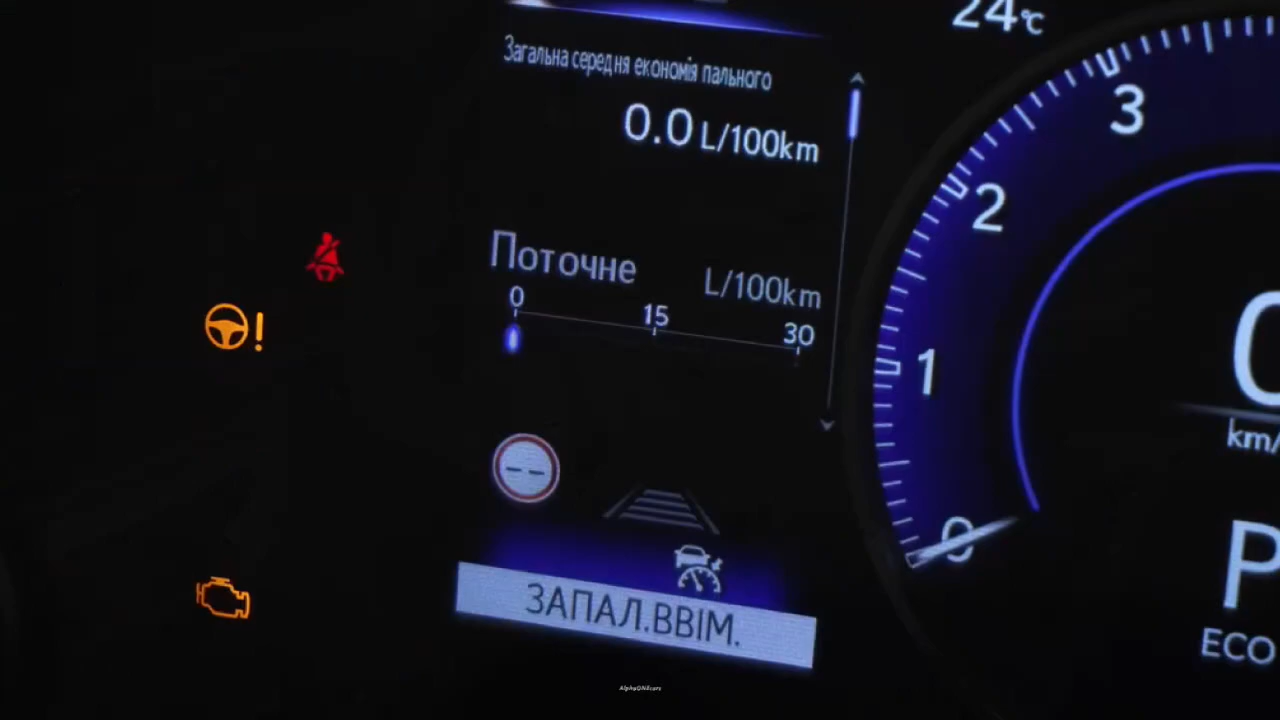 24°C
Загальна середня економія пального
0.0 L/100km
Поточне L/100km
0 15 30
-- 
ЗАПАЛ.ВВІМ.
3
2
1
0
0
km/
P
ECO
AlphaONEcars